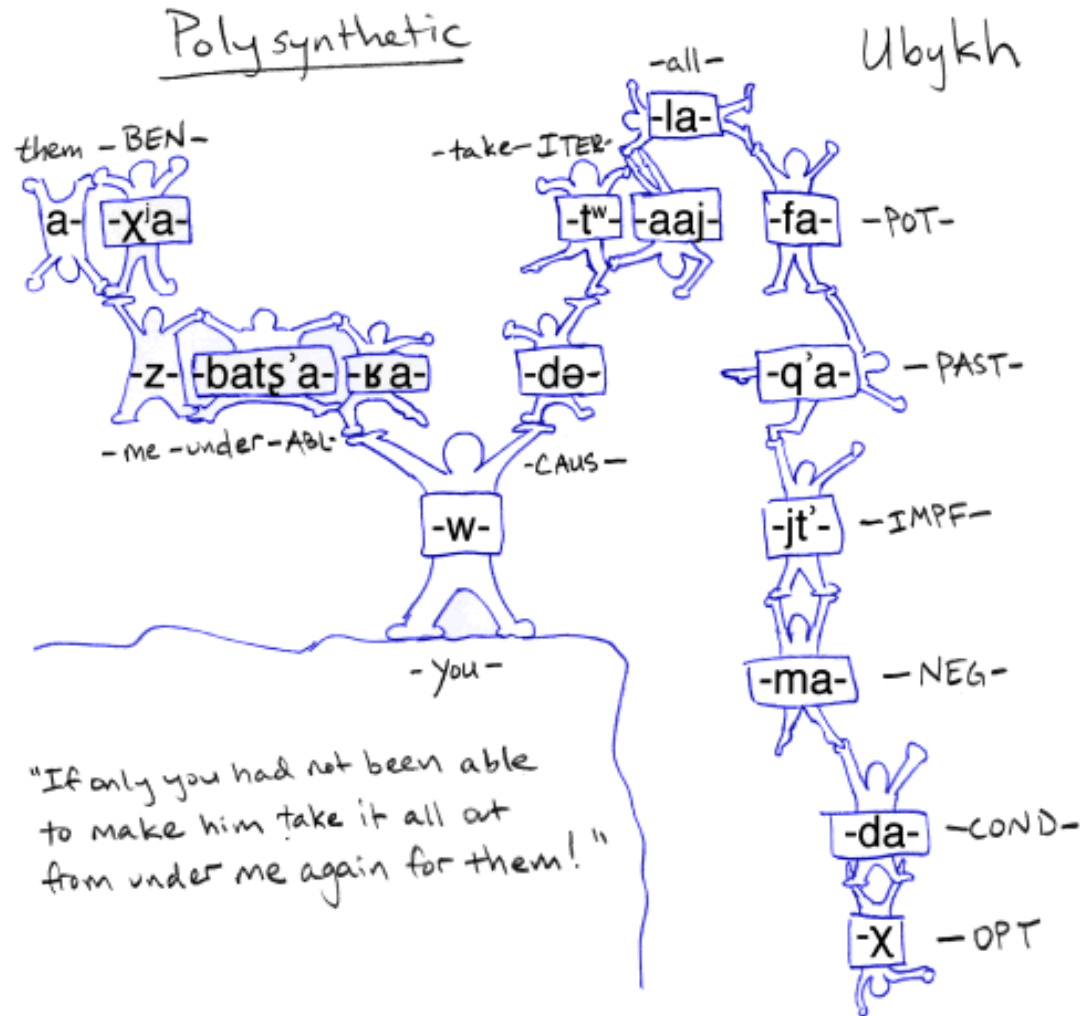 Polysynthetic
Ubykh
-all-
-la-
them -BEN-
-take-ITER-
a- -χʲa-
-tʷ- -aaj- -fa- -POT-
-z- -batʂʼa- -ʁa- -də- -qʼa- -PAST-
-me-under-ABL-
-CAUS-
-w- -jtʼ- -IMPF-
-you-
-ma- -NEG-
"If only you had not been able
to make him take it all out
from under me again for them!"
-da- -COND-
-χ -OPT